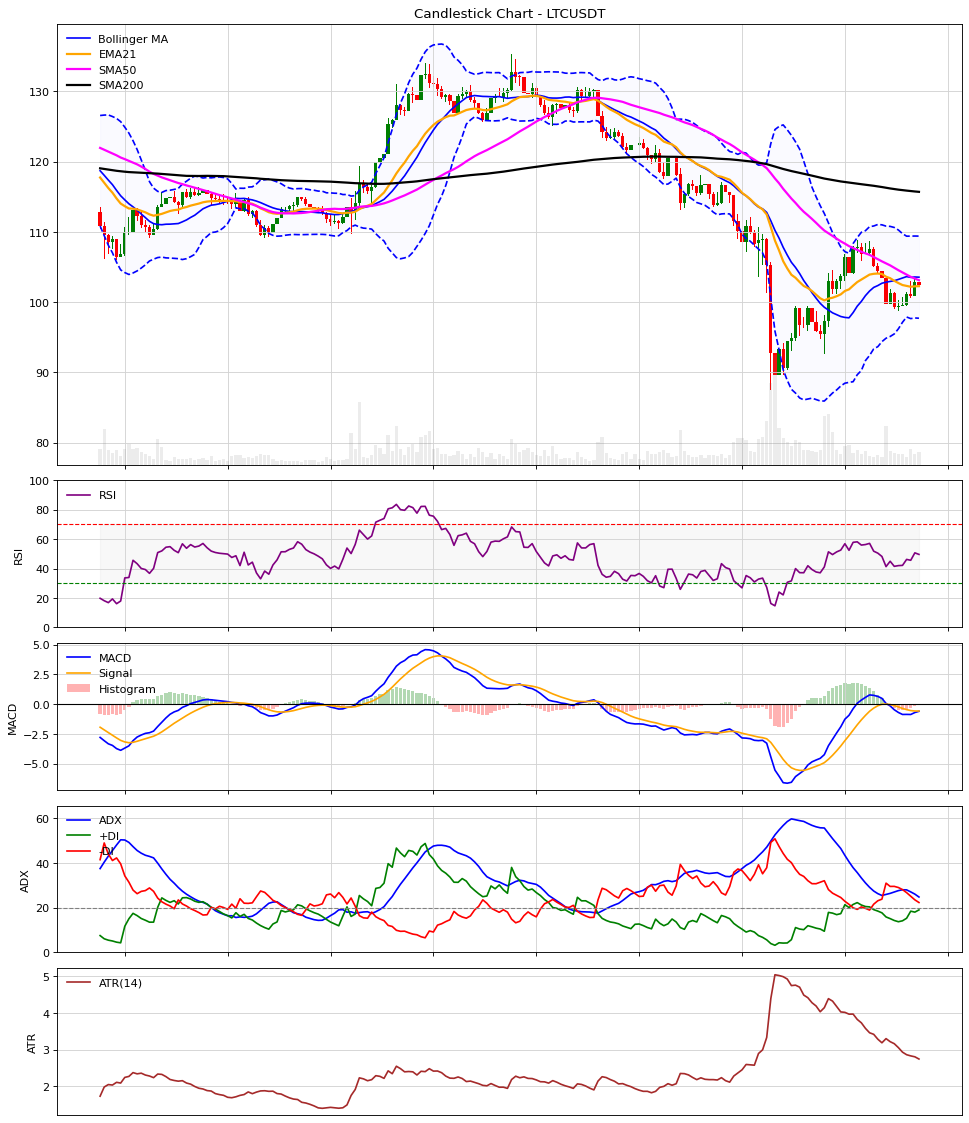 Candlestick Chart - LTCUSDT
Bollinger MA
EMA21
SMA50
SMA200
130
120
110
100
90
80
RSI
100
80
60
40
20
0
RSI
MACD
Signal
Histogram
5.0
2.5
0.0
−2.5
−5.0
MACD
ADX
+DI
-DI
60
40
20
0
ADX
ATR(14)
5
4
3
2
ATR